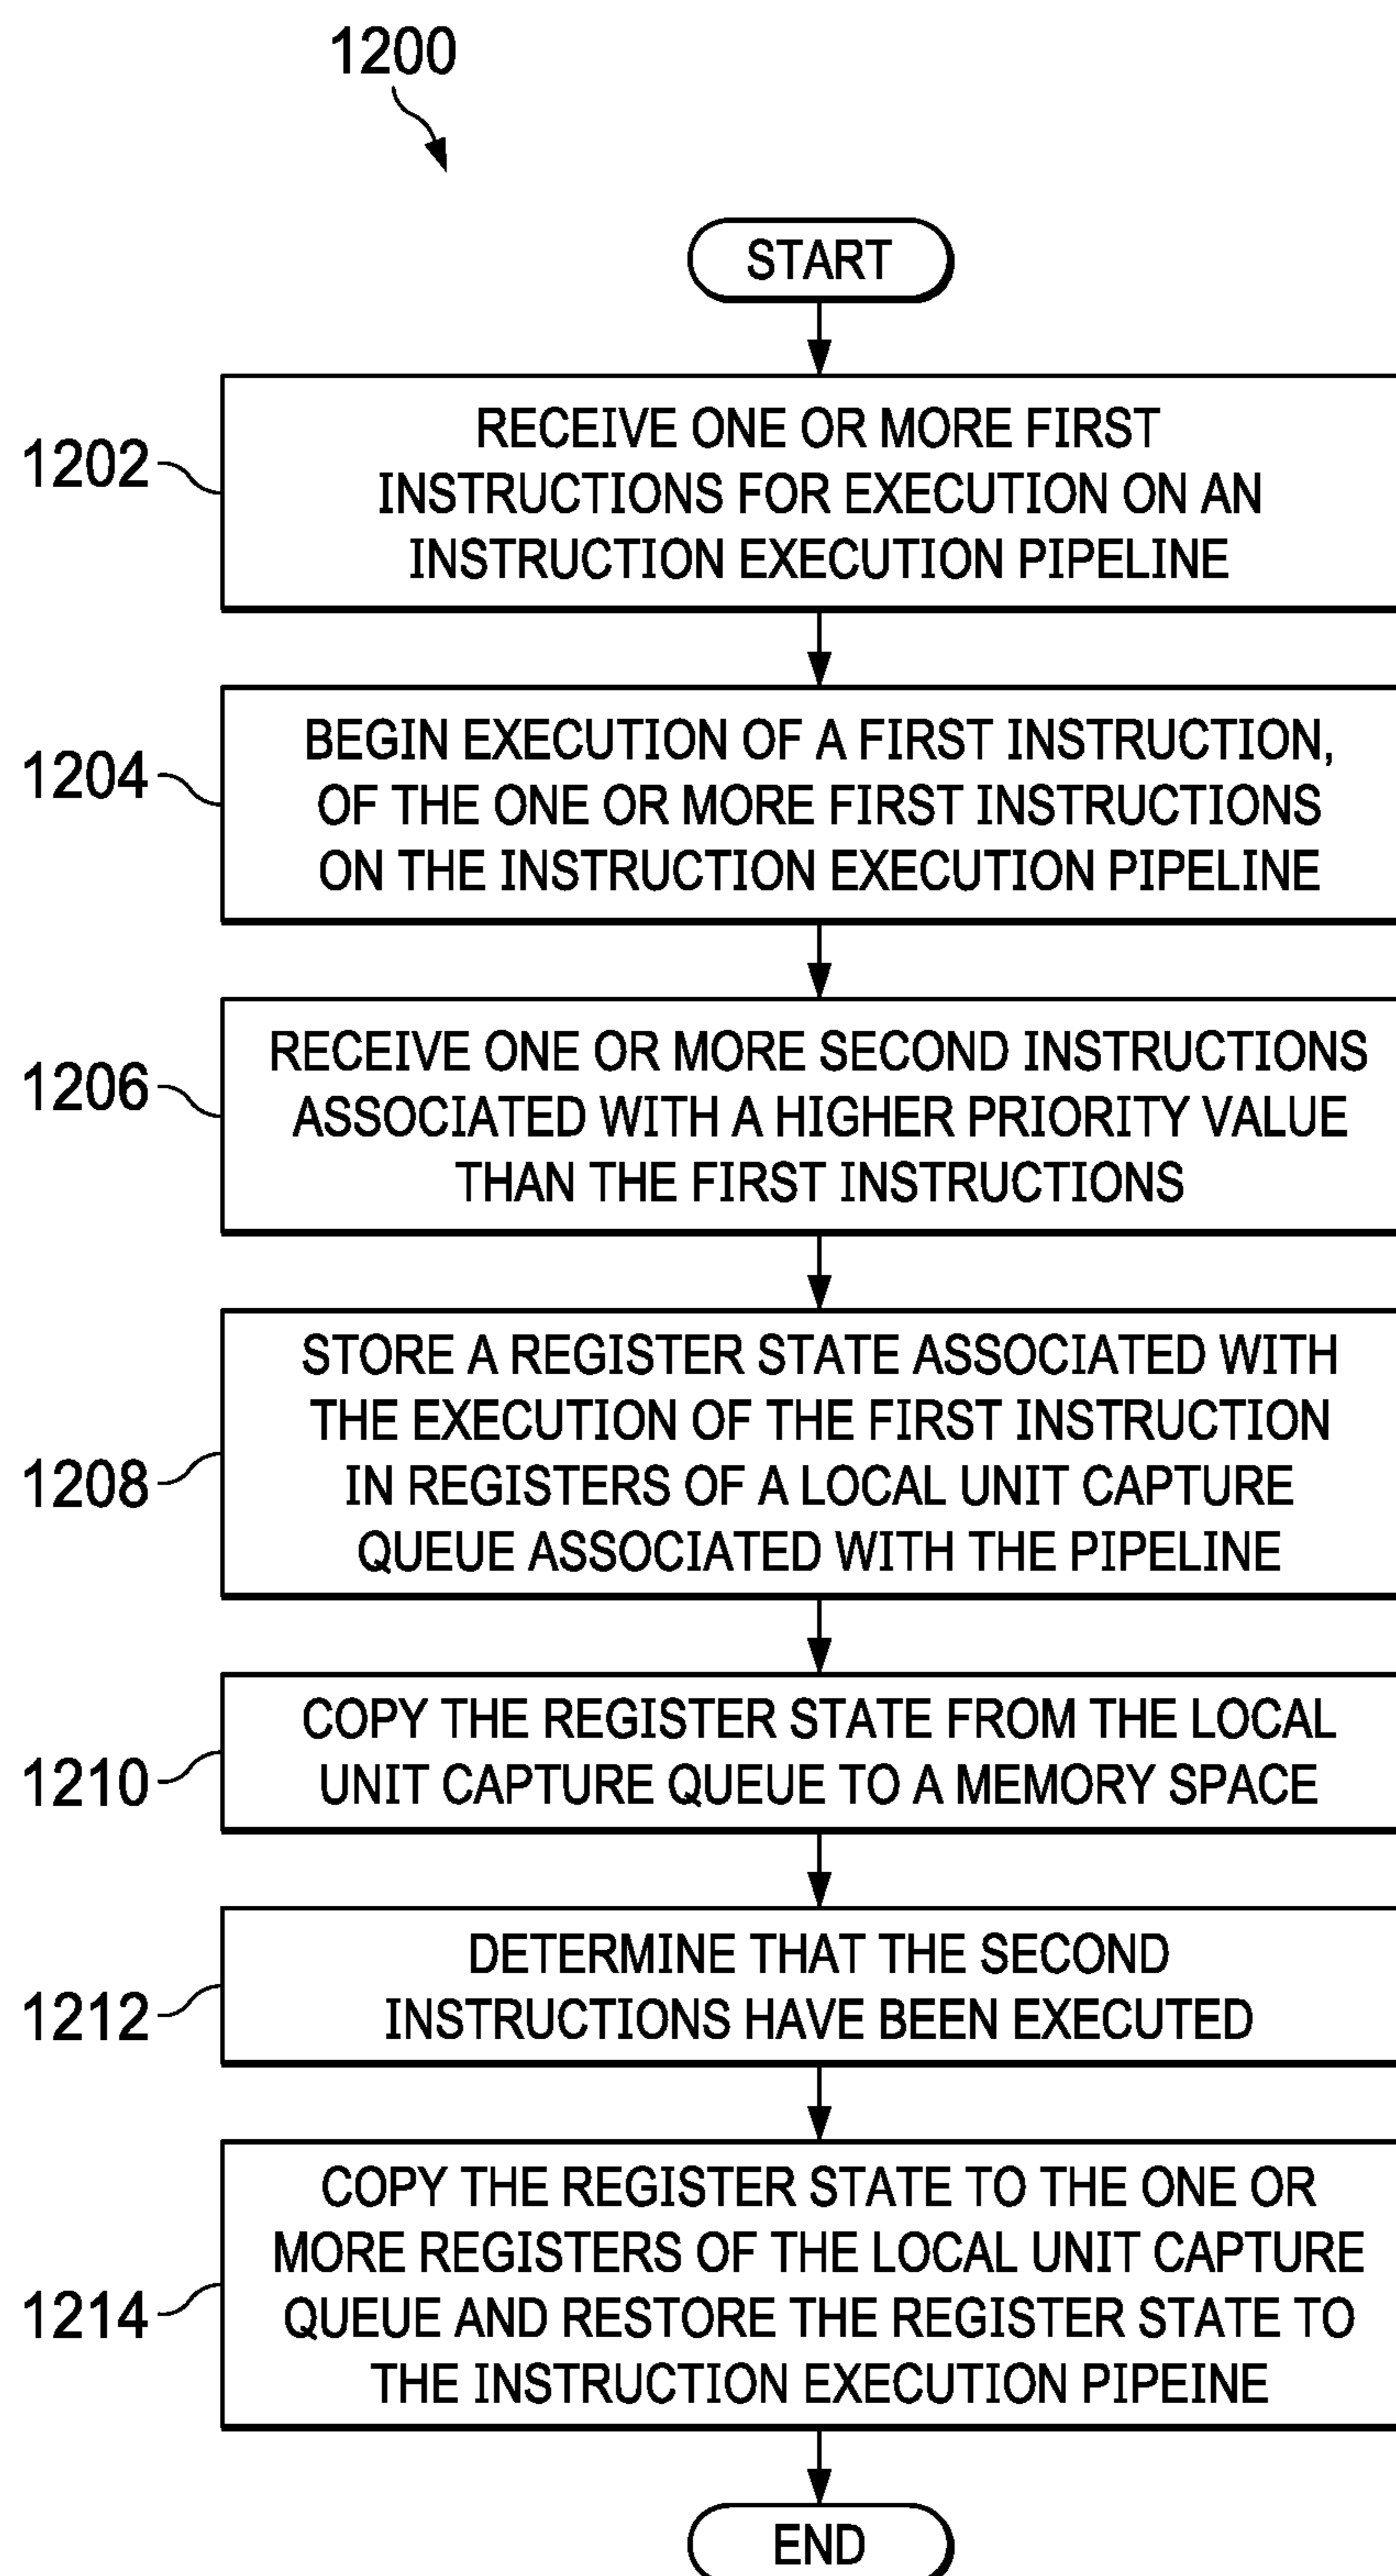 1200
START
1202
RECEIVE ONE OR MORE FIRST
INSTRUCTIONS FOR EXECUTION ON AN
INSTRUCTION EXECUTION PIPELINE
1204
BEGIN EXECUTION OF A FIRST INSTRUCTION,
OF THE ONE OR MORE FIRST INSTRUCTIONS
ON THE INSTRUCTION EXECUTION PIPELINE
1206
RECEIVE ONE OR MORE SECOND INSTRUCTIONS
ASSOCIATED WITH A HIGHER PRIORITY VALUE
THAN THE FIRST INSTRUCTIONS
1208
STORE A REGISTER STATE ASSOCIATED WITH
THE EXECUTION OF THE FIRST INSTRUCTION
IN REGISTERS OF A LOCAL UNIT CAPTURE
QUEUE ASSOCIATED WITH THE PIPELINE
1210
COPY THE REGISTER STATE FROM THE LOCAL
UNIT CAPTURE QUEUE TO A MEMORY SPACE
1212
DETERMINE THAT THE SECOND
INSTRUCTIONS HAVE BEEN EXECUTED
1214
COPY THE REGISTER STATE TO THE ONE OR
MORE REGISTERS OF THE LOCAL UNIT CAPTURE
QUEUE AND RESTORE THE REGISTER STATE TO
THE INSTRUCTION EXECUTION PIPEINE
END